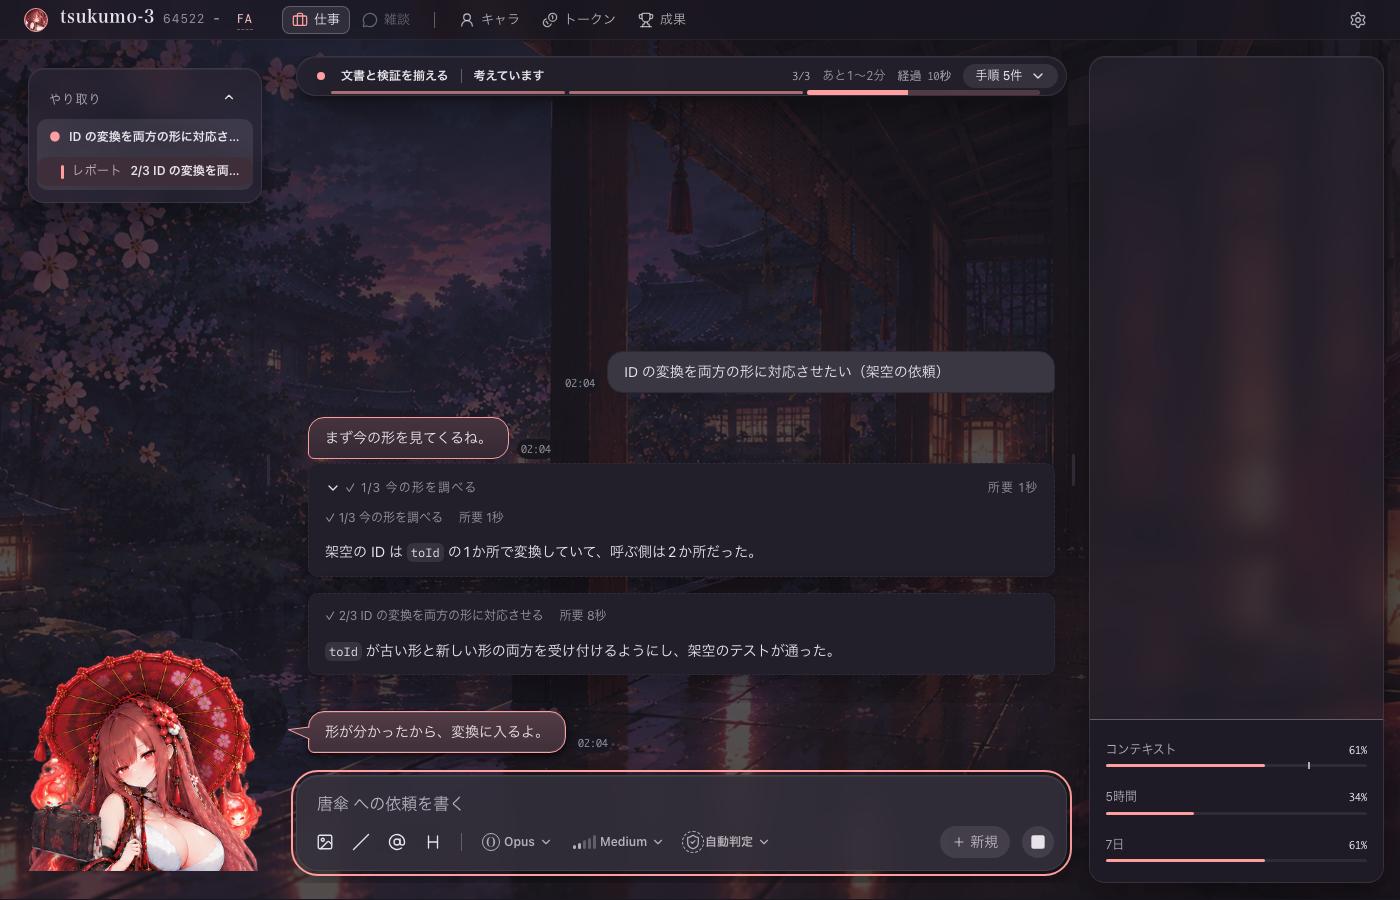 tsukumo-3 64522 - FA
仕事
雑談
キャラ
トークン
成果
やり取り
ID の変換を両方の形に対応さ...
レポート 2/3 ID の変換を両...
文書と検証を揃える 考えています
3/3 あと1〜2分 経過 10秒 手順 5件
02:04 ID の変換を両方の形に対応させたい（架空の依頼）
まず今の形を見てくるね。 02:04
✓ 1/3 今の形を調べる 所要 1秒
✓ 1/3 今の形を調べる 所要 1秒
架空の ID は toId の1か所で変換していて、呼ぶ側は2か所だった。
✓ 2/3 ID の変換を両方の形に対応させる 所要 8秒
toId が古い形と新しい形の両方を受け付けるようにし、架空のテストが通った。
形が分かったから、変換に入るよ。 02:04
唐傘 への依頼を書く
Opus
Medium
自動判定
+ 新規
コンテキスト 61%
5時間 34%
7日 61%